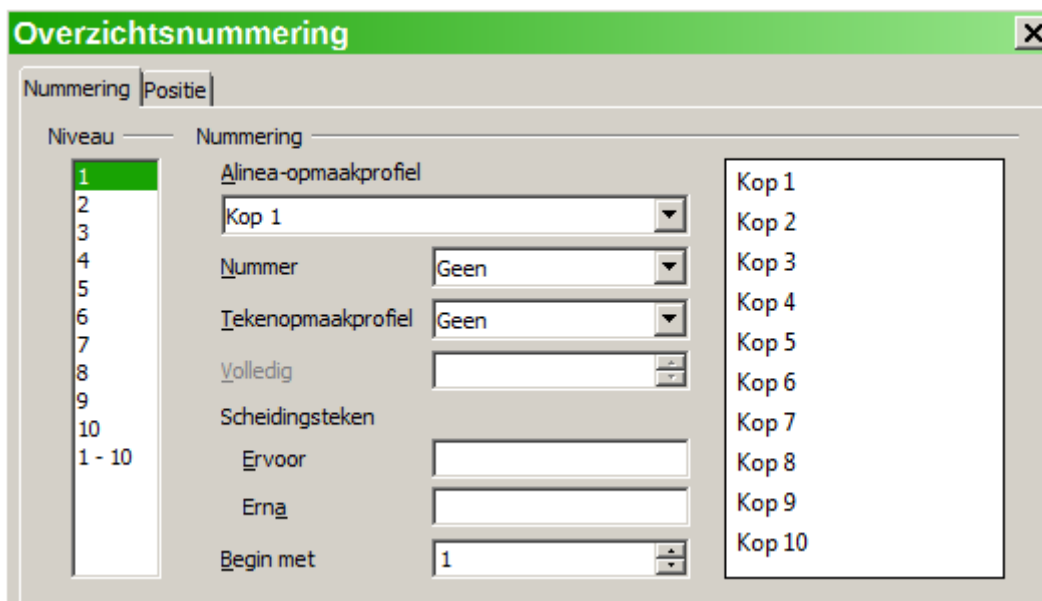 Overzichtsnummering
Nummering Positie
Niveau Nummering
1
2
3
4
5
6
7
8
9
10
1 - 10
Alinea-opmaakprofiel
Kop 1
Nummer Geen
Tekenopmaakprofiel Geen
Volledig
Scheidingsteken
Ervoor
Erna
Begin met 1
Kop 1
Kop 2
Kop 3
Kop 4
Kop 5
Kop 6
Kop 7
Kop 8
Kop 9
Kop 10